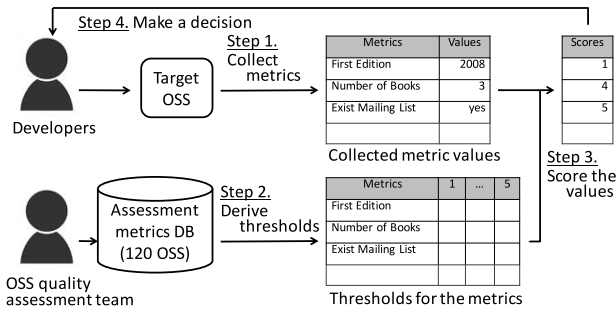 Step 4. Make a decision
Developers
Target
OSS
Step 1.
Collect
metrics
Metrics Values
First Edition 2008
Number of Books 3
Exist Mailing List yes
Collected metric values
Scores
1
4
5
Step 3.
Score the
values
OSS quality
assessment team
Assessment
metrics DB
(120 OSS)
Step 2.
Derive
thresholds
Metrics 1 ... 5
First Edition
Number of Books
Exist Mailing List
Thresholds for the metrics